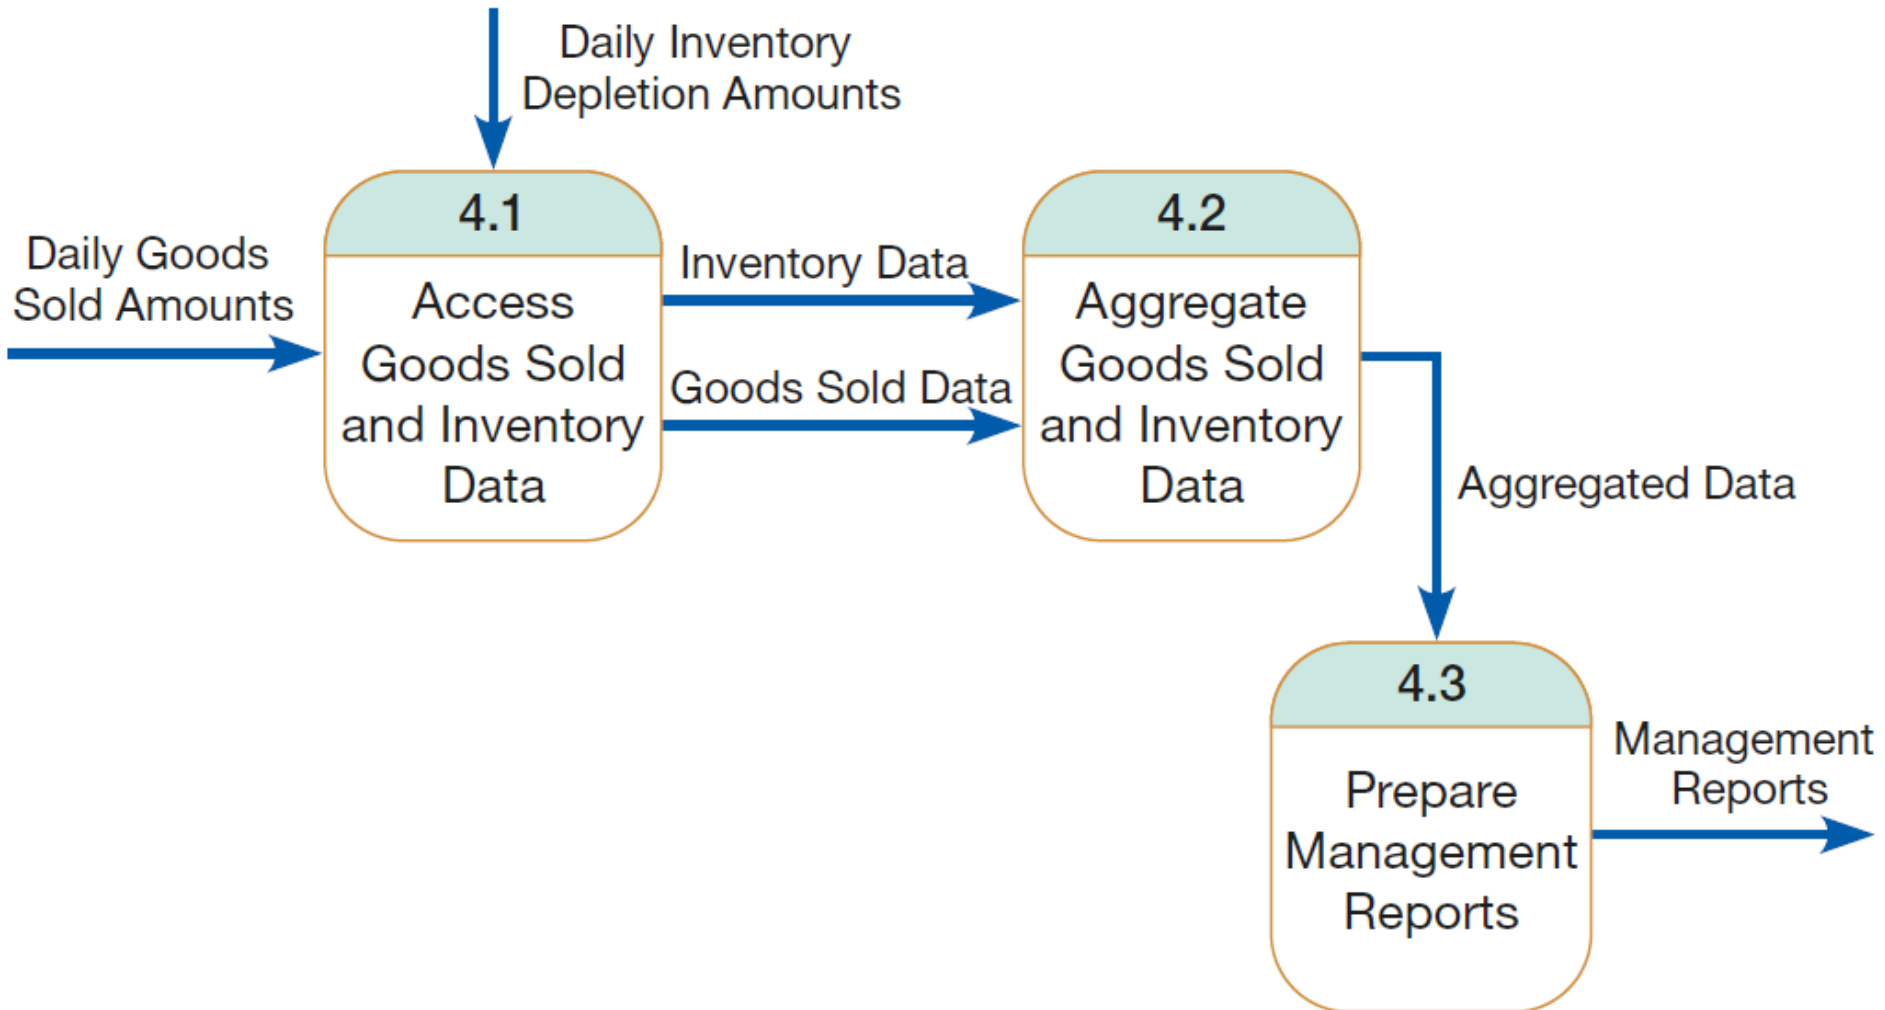 Daily Inventory
Depletion Amounts
Daily Goods
Sold Amounts
4.1
Access
Goods Sold
and Inventory
Data
Inventory Data
Goods Sold Data
4.2
Aggregate
Goods Sold
and Inventory
Data
Aggregated Data
4.3
Prepare
Management
Reports
Management
Reports